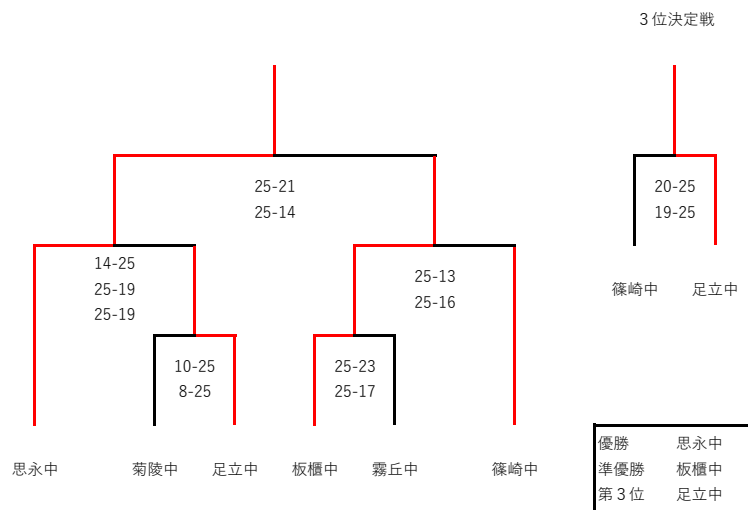 ３位決定戦
25-21
25-14
20-25
19-25
14-25
25-19
25-19
25-13
25-16
篠崎中 足立中
10-25
8-25
25-23
25-17
思永中 菊陵中 足立中 板櫃中 霧丘中 篠崎中
優勝 思永中
準優勝 板櫃中
第３位 足立中